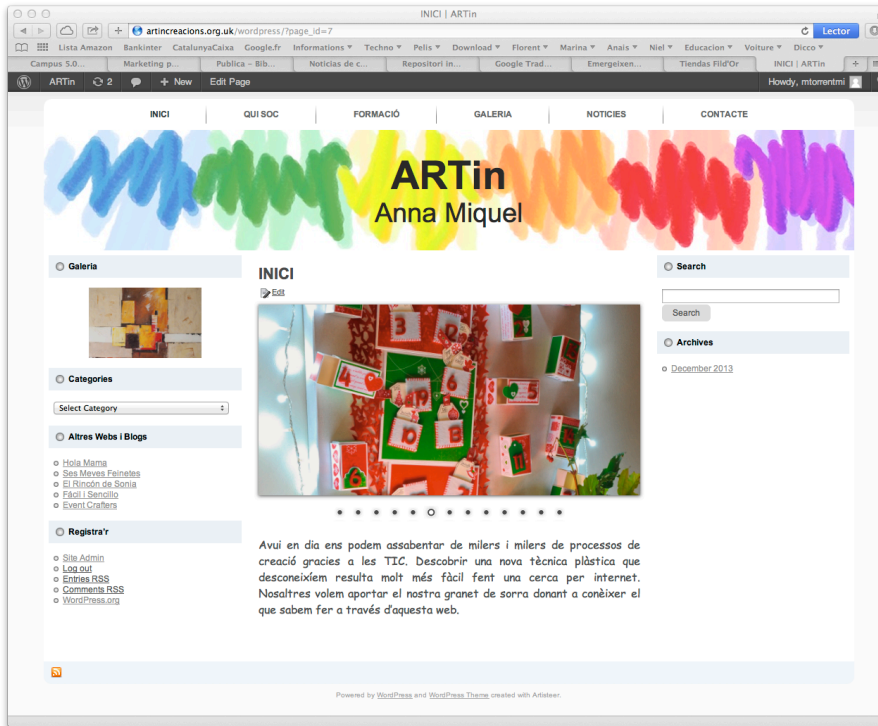 INICI | ARTin
artincreacions.org.uk/wordpress/?page_id=7
Lector
Lista Amazon Bankinter CatalunyaCaixa Google.fr Informations Techno Pelis Download Florent Marina Anais Niel Educacion Voiture Dicco
Campus 5.0... Marketing p... Publica – Bib... Noticias de c... Repositori in... Google Trad... Emergeixen... Tiendas Fild'Or INICI | ARTin
ARTin 2 + New Edit Page Howdy, mtorrentmi
INICI QUI SOC FORMACIÓ GALERIA NOTICIES CONTACTE
ARTin
Anna Miquel
Galeria
Categories
Select Category
Altres Webs i Blogs
Hola Mama
Ses Meves Feinetes
El Rincón de Sonia
Fácil i Sencillo
Event Crafters
Registra'r
Site Admin
Log out
Entries RSS
Comments RSS
WordPress.org
INICI
Edit
3
4
6
19
5
D
B
6
Avui en dia ens podem assabentar de milers i milers de processos de
creació gracies a les TIC. Descobrir una nova tècnica plàstica que
desconeixíem resulta molt més fàcil fent una cerca per internet.
Nosaltres volem aportar el nostra granet de sorra donant a conèixer el
que sabem fer a través d'aquesta web.
Search
Search
Archives
December 2013
Powered by WordPress and WordPress Theme created with Artisteer.